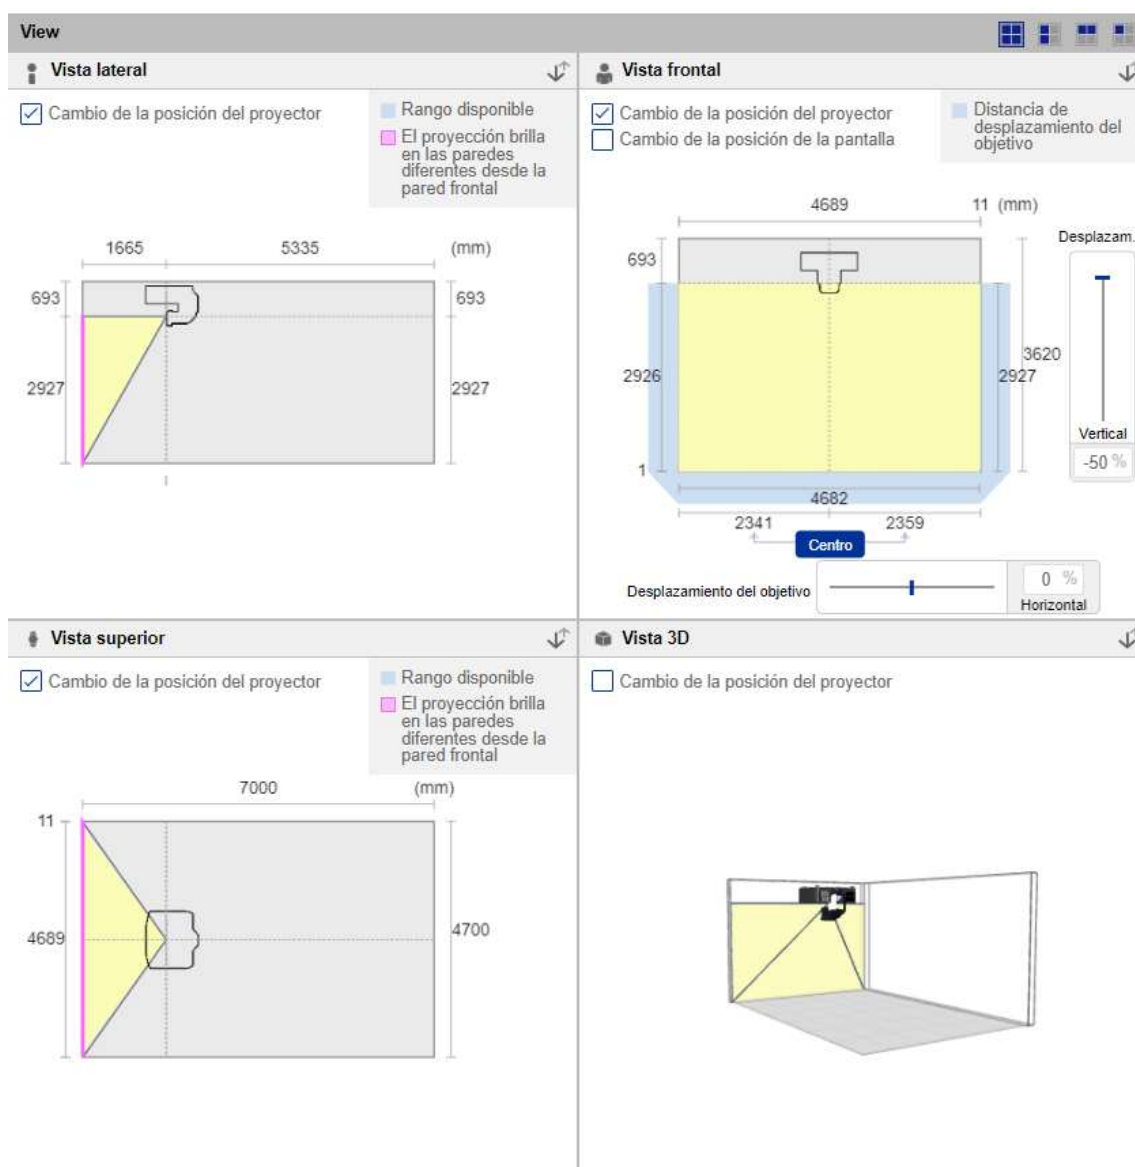 View
Vista lateral
Cambio de la posición del proyector
Rango disponible
El proyección brilla
en las paredes
diferentes desde la
pared frontal
1665
5335
(mm)
693
693
2927
2927
Vista frontal
Cambio de la posición del proyector
Cambio de la posición de la pantalla
Distancia de
desplazamiento del
objetivo
4689
11 (mm)
Desplazam.
693
3620
2926
2927
Vertical
-50 %
1
4682
2341
2359
Centro
Desplazamiento del objetivo
0 %
Horizontal
Vista superior
Cambio de la posición del proyector
Rango disponible
El proyección brilla
en las paredes
diferentes desde la
pared frontal
7000
(mm)
11
4689
4700
Vista 3D
Cambio de la posición del proyector